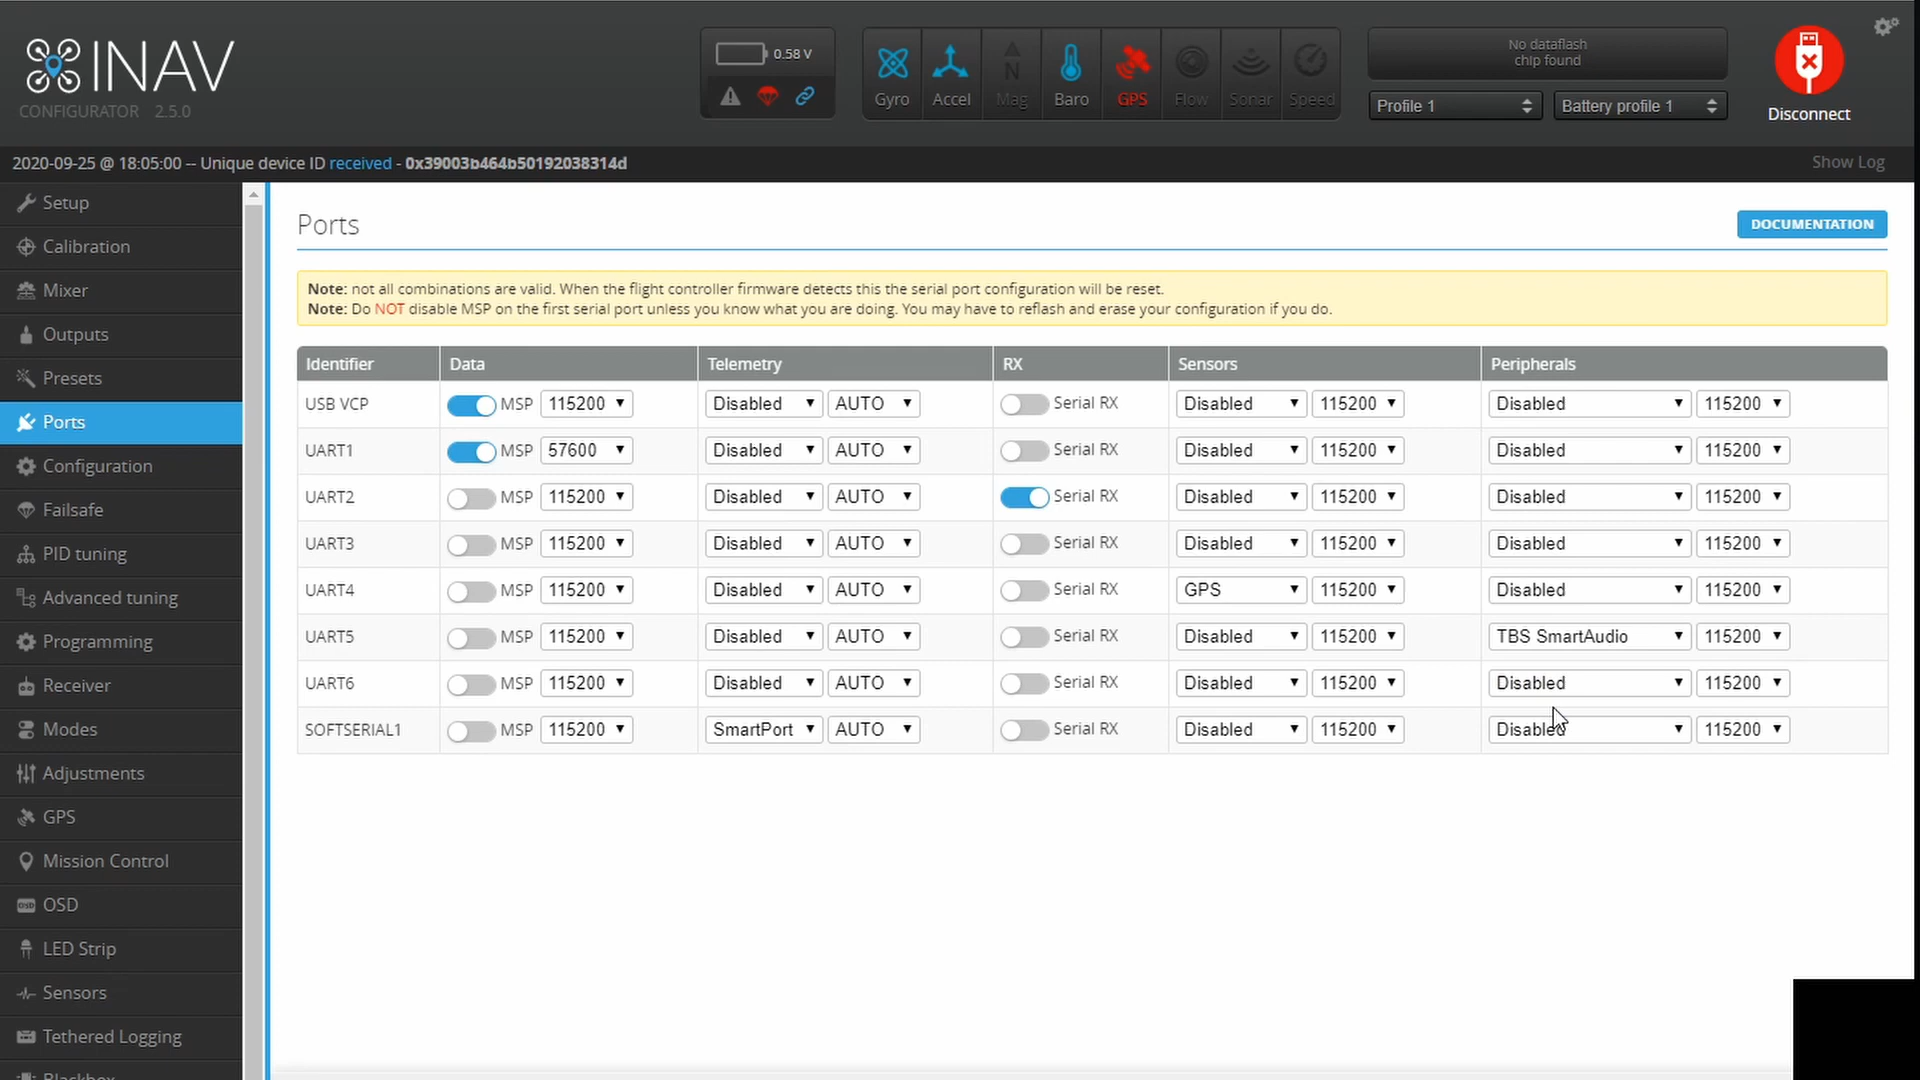 INAV
CONFIGURATOR 2.5.0
0.58 V
Gyro Accel Mag Baro GPS Flow Sonar Speed
No dataflash
chip found
Profile 1 Battery profile 1
Disconnect
2020-09-25 @ 18:05:00 -- Unique device ID received - 0x39003b464b50192038314d
Show Log
Setup
Calibration
Mixer
Outputs
Presets
Ports
Configuration
Failsafe
PID tuning
Advanced tuning
Programming
Receiver
Modes
Adjustments
GPS
Mission Control
OSD
LED Strip
Sensors
Tethered Logging
Blackbox
Ports
DOCUMENTATION
Note: not all combinations are valid. When the flight controller firmware detects this the serial port configuration will be reset.
Note: Do NOT disable MSP on the first serial port unless you know what you are doing. You may have to reflash and erase your configuration if you do.
Identifier Data Telemetry RX Sensors Peripherals
USB VCP MSP 115200 Disabled AUTO Serial RX Disabled 115200 Disabled 115200
UART1 MSP 57600 Disabled AUTO Serial RX Disabled 115200 Disabled 115200
UART2 MSP 115200 Disabled AUTO Serial RX Disabled 115200 Disabled 115200
UART3 MSP 115200 Disabled AUTO Serial RX Disabled 115200 Disabled 115200
UART4 MSP 115200 Disabled AUTO Serial RX GPS 115200 Disabled 115200
UART5 MSP 115200 Disabled AUTO Serial RX Disabled 115200 TBS SmartAudio 115200
UART6 MSP 115200 Disabled AUTO Serial RX Disabled 115200 Disabled 115200
SOFTSERIAL1 MSP 115200 SmartPort AUTO Serial RX Disabled 115200 Disabled 115200